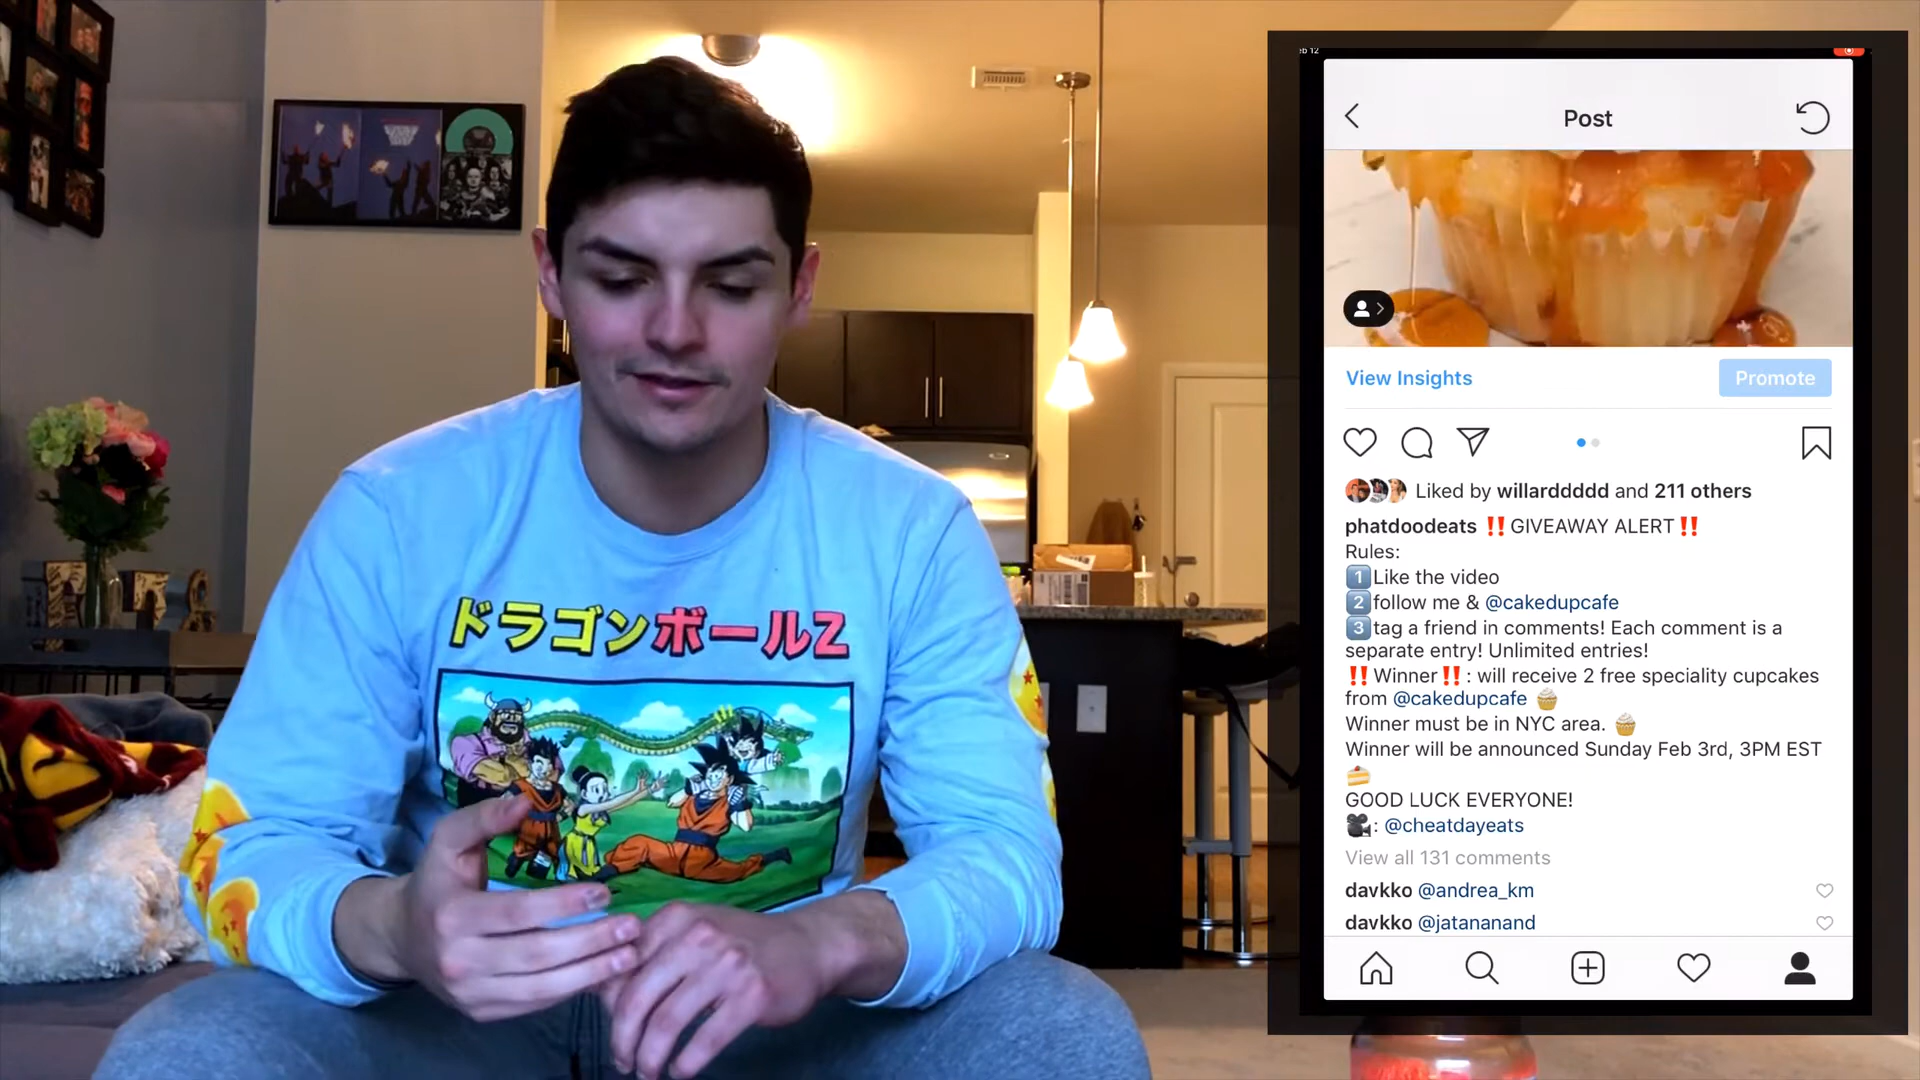 eb 12
Post
View Insights
Promote
Liked by willarddddd and 211 others
phatdoodeats ‼️GIVEAWAY ALERT‼️
Rules:
1️⃣Like the video
2️⃣follow me & @cakedupcafe
3️⃣tag a friend in comments! Each comment is a
separate entry! Unlimited entries!
‼️Winner‼️: will receive 2 free speciality cupcakes
from @cakedupcafe 🧁
Winner must be in NYC area. 🧁
Winner will be announced Sunday Feb 3rd, 3PM EST
🍰
GOOD LUCK EVERYONE!
🎥: @cheatdayeats
View all 131 comments
davkko @andrea_km
davkko @jatananand
ドラゴンボールZ